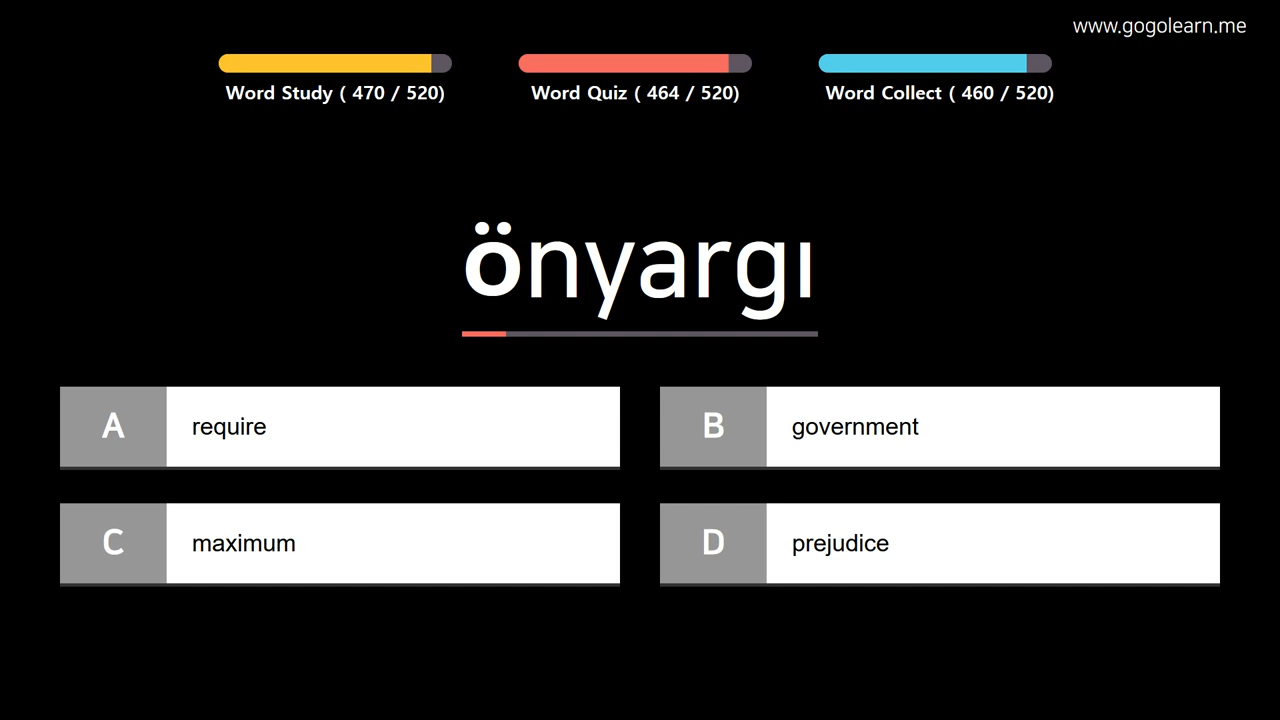 www.gogolearn.me
Word Study ( 470 / 520)
Word Quiz ( 464 / 520)
Word Collect ( 460 / 520)
önyargı
A require
B government
C maximum
D prejudice